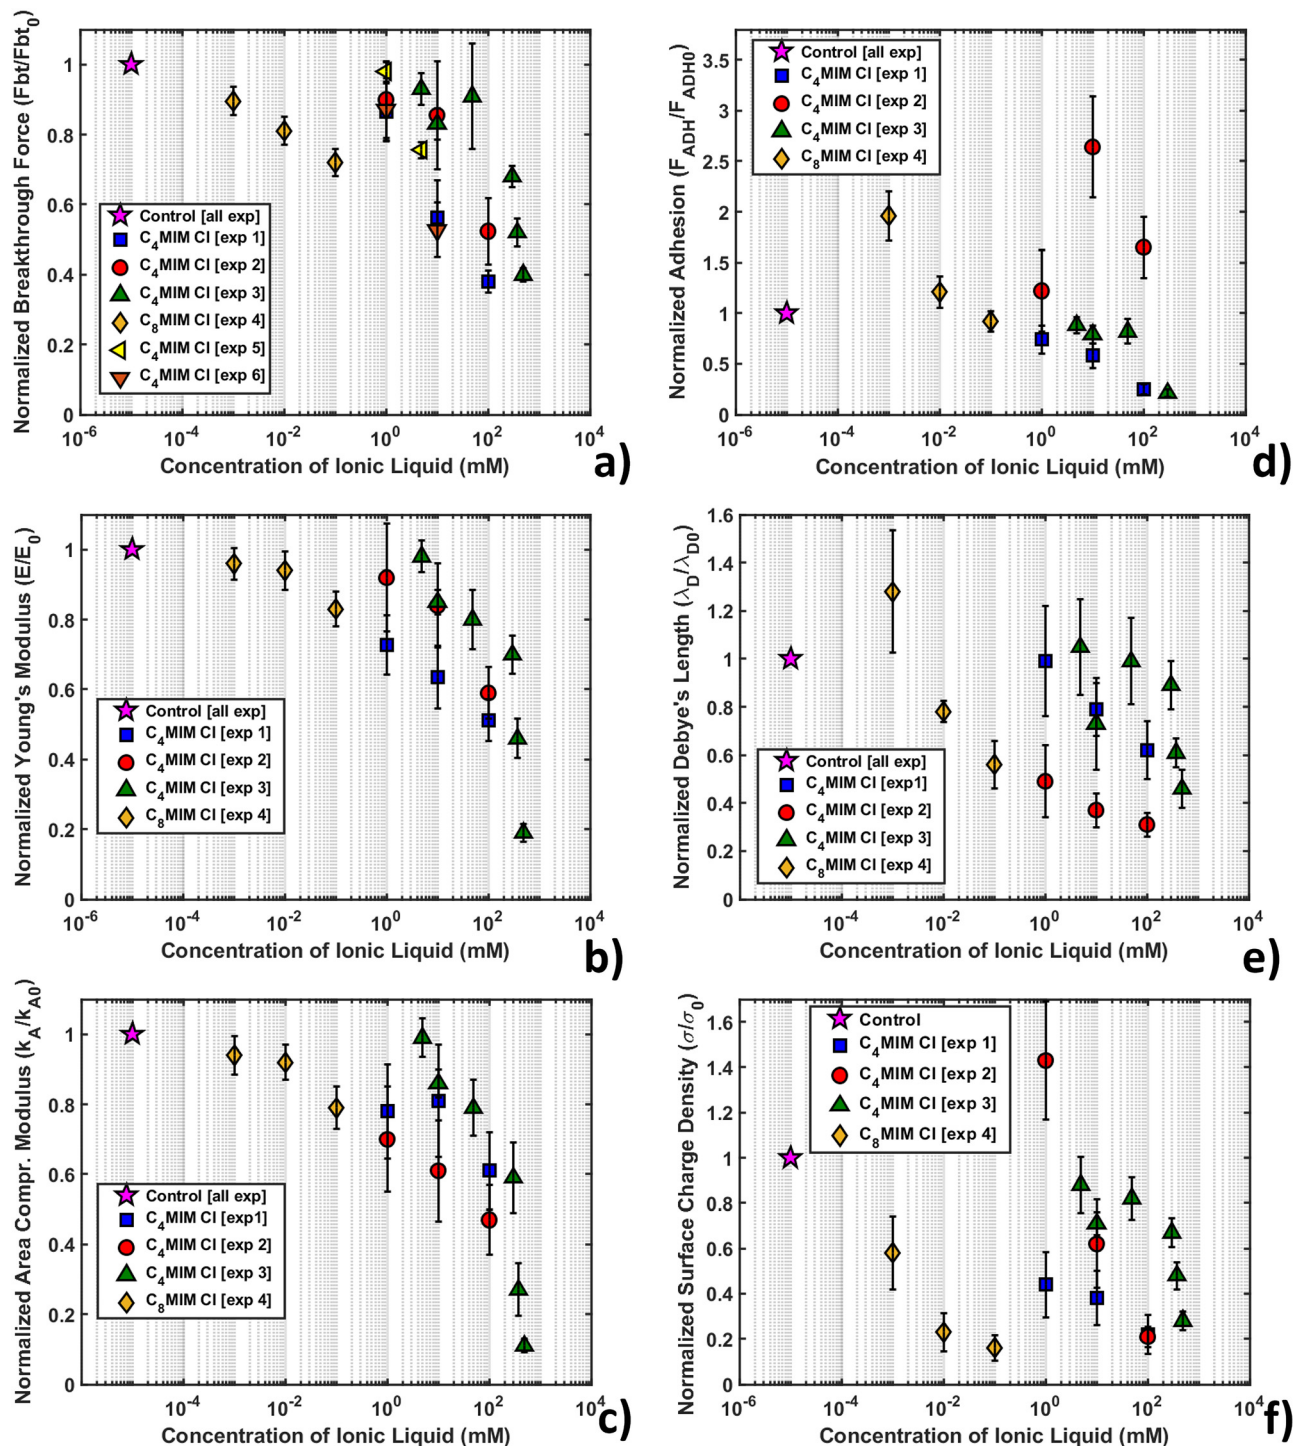 Normalized Breakthrough Force (Fbt/Fbt0)
1
0.8
0.6
0.4
0.2
0
Control [all exp]
C4MIM Cl [exp 1]
C4MIM Cl [exp 2]
C4MIM Cl [exp 3]
C8MIM Cl [exp 4]
C4MIM Cl [exp 5]
C4MIM Cl [exp 6]
10-6 10-4 10-2 100 102 104
Concentration of Ionic Liquid (mM)
a)
Normalized Adhesion (FADH/FADH0)
3.5
3
2.5
2
1.5
1
0.5
0
Control [all exp]
C4MIM Cl [exp 1]
C4MIM Cl [exp 2]
C4MIM Cl [exp 3]
C8MIM Cl [exp 4]
10-6 10-4 10-2 100 102 104
Concentration of Ionic Liquid (mM)
d)
Normalized Young's Modulus (E/E0)
1
0.8
0.6
0.4
0.2
0
Control [all exp]
C4MIM Cl [exp 1]
C4MIM Cl [exp 2]
C4MIM Cl [exp 3]
C8MIM Cl [exp 4]
10-6 10-4 10-2 100 102 104
Concentration of Ionic Liquid (mM)
b)
Normalized Debye's Length (λD/λD0)
1.6
1.4
1.2
1
0.8
0.6
0.4
0.2
0
Control [all exp]
C4MIM Cl [exp1]
C4MIM Cl [exp 2]
C4MIM Cl [exp 3]
C8MIM Cl [exp 4]
10-4 10-2 100 102 104
Concentration of Ionic Liquid (mM)
e)
Normalized Area Compr. Modulus (kA/kA0)
1
0.8
0.6
0.4
0.2
0
Control [all exp]
C4MIM Cl [exp1]
C4MIM Cl [exp 2]
C4MIM Cl [exp 3]
C8MIM Cl [exp 4]
10-6 10-4 10-2 100 102 104
Concentration of Ionic Liquid (mM)
c)
Normalized Surface Charge Density (σ/σ0)
1.6
1.4
1.2
1
0.8
0.6
0.4
0.2
0
Control
C4MIM Cl [exp 1]
C4MIM Cl [exp 2]
C4MIM Cl [exp 3]
C8MIM Cl [exp 4]
10-6 10-4 10-2 100 102 104
Concentration of Ionic Liquid (mM)
f)